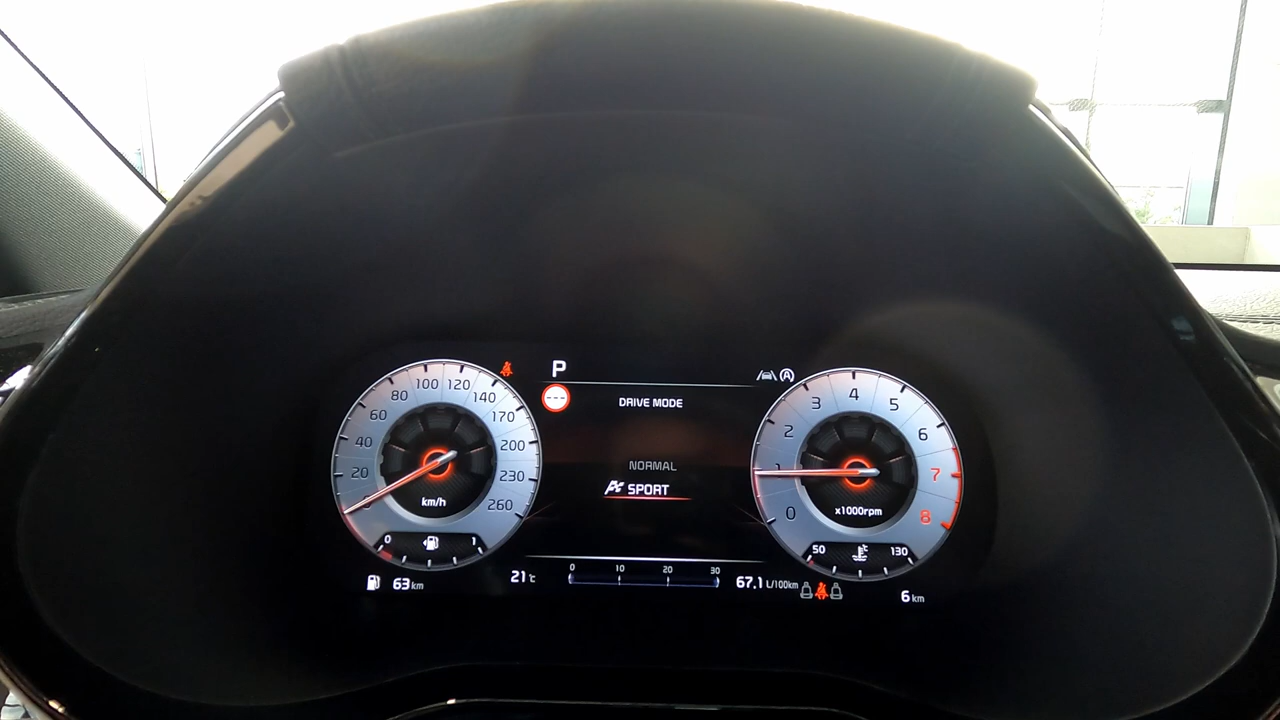 P
DRIVE MODE
NORMAL
SPORT
0 20 40 60 80 100 120 140 170 200 230 260
km/h
0 1
0 1 2 3 4 5 6 7 8
x1000rpm
50 130
63 km
21 °C
0 10 20 30
67.1 L/100km
6 km
A